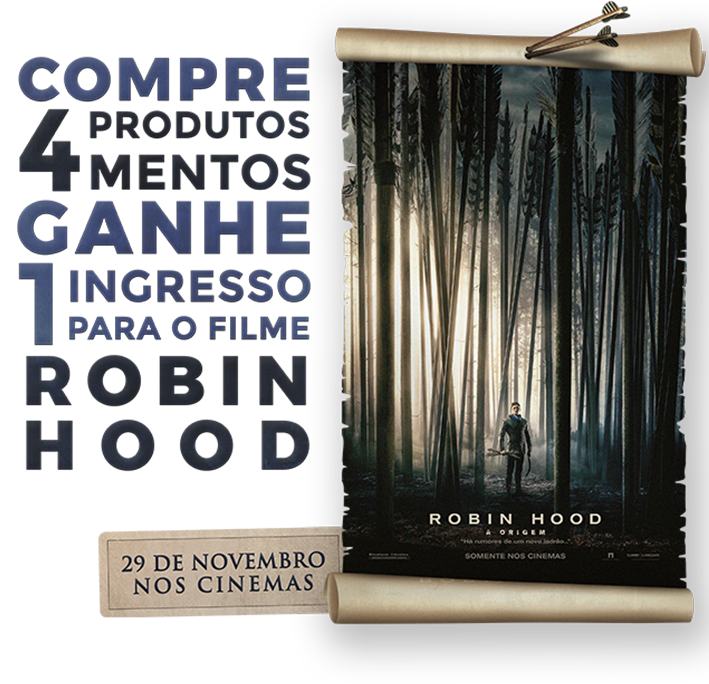 COMPRE
4 PRODUTOS
MENTOS
GANHE
1 INGRESSO
PARA O FILME
ROBIN
HOOD
29 DE NOVEMBRO
NOS CINEMAS
ROBIN HOOD
A ORIGEM
"Há rumores de um novo ladrão..."
SOMENTE NOS CINEMAS